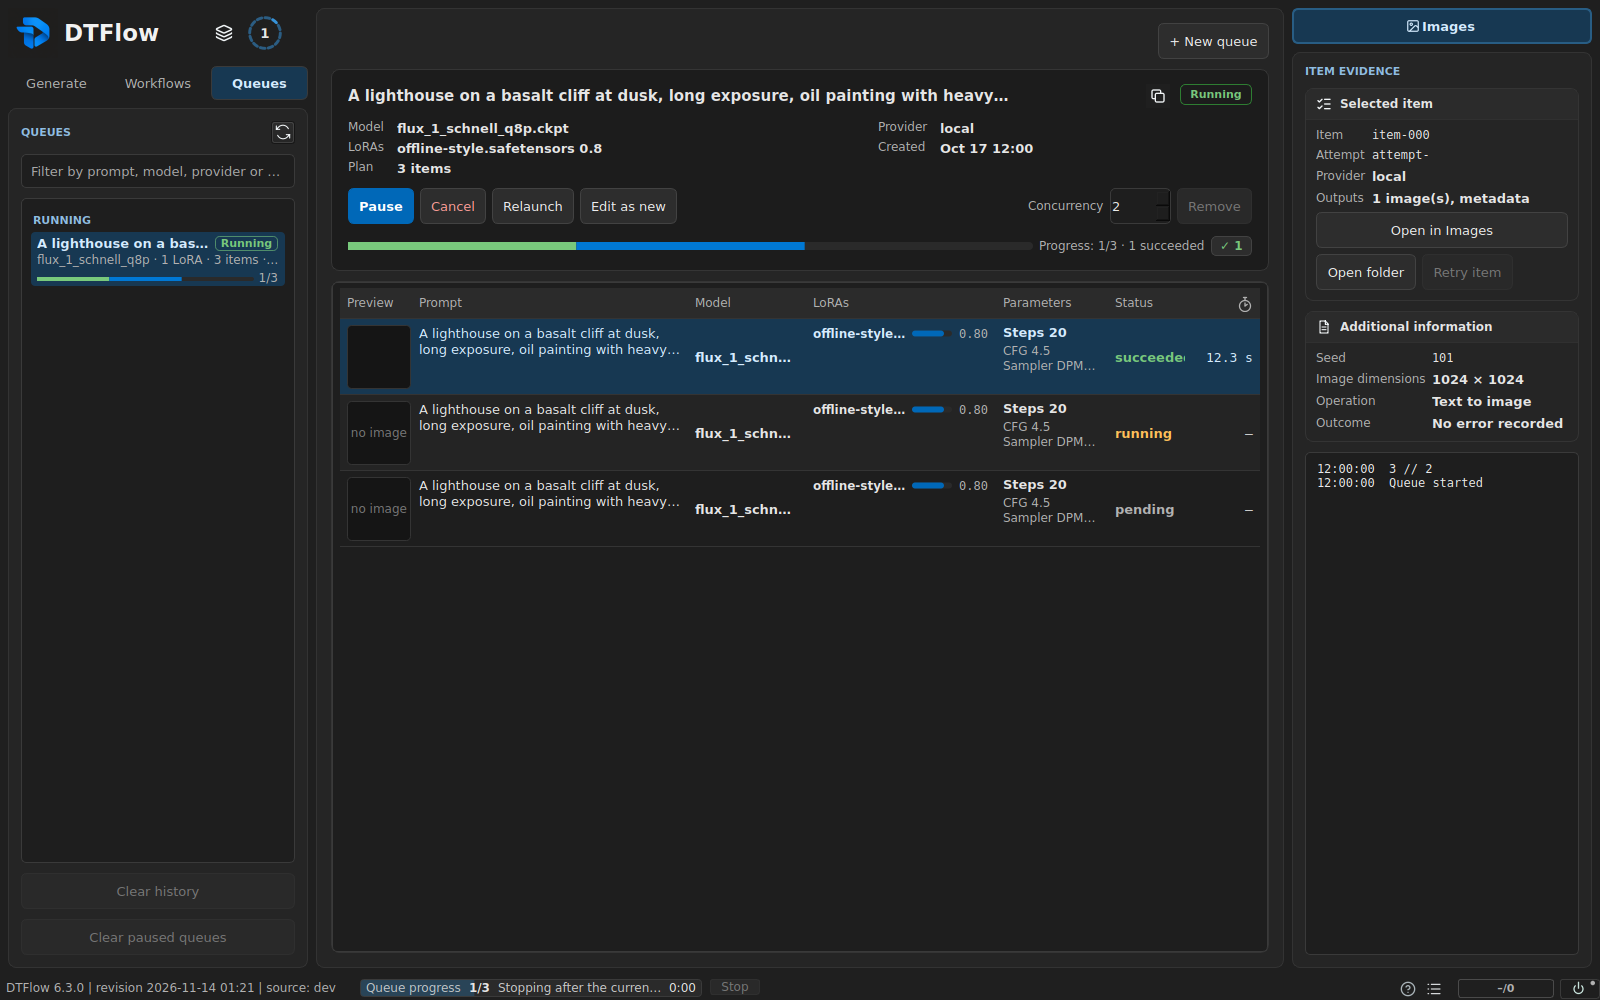 DTFlow
1
Generate
Workflows
Queues
QUEUES
Filter by prompt, model, provider or ...
RUNNING
A lighthouse on a bas...
Running
flux_1_schnell_q8p · 1 LoRA · 3 items ·...
1/3
Clear history
Clear paused queues
+ New queue
A lighthouse on a basalt cliff at dusk, long exposure, oil painting with heavy...
Running
Model flux_1_schnell_q8p.ckpt
Provider local
LoRAs offline-style.safetensors 0.8
Created Oct 17 12:00
Plan 3 items
Pause
Cancel
Relaunch
Edit as new
Concurrency 2
Remove
Progress: 1/3 · 1 succeeded
✓ 1
Preview Prompt Model LoRAs Parameters Status
A lighthouse on a basalt cliff at dusk,
long exposure, oil painting with heavy...
flux_1_schn...
offline-style... 0.80
Steps 20
CFG 4.5
Sampler DPM...
succeeded
12.3 s
no image
A lighthouse on a basalt cliff at dusk,
long exposure, oil painting with heavy...
flux_1_schn...
offline-style... 0.80
Steps 20
CFG 4.5
Sampler DPM...
running
–
no image
A lighthouse on a basalt cliff at dusk,
long exposure, oil painting with heavy...
flux_1_schn...
offline-style... 0.80
Steps 20
CFG 4.5
Sampler DPM...
pending
–
Images
ITEM EVIDENCE
Selected item
Item item-000
Attempt attempt-
Provider local
Outputs 1 image(s), metadata
Open in Images
Open folder
Retry item
Additional information
Seed 101
Image dimensions 1024 × 1024
Operation Text to image
Outcome No error recorded
12:00:00 3 // 2
12:00:00 Queue started
DTFlow 6.3.0 | revision 2026-11-14 01:21 | source: dev
Queue progress 1/3 Stopping after the curren... 0:00
Stop
–/0